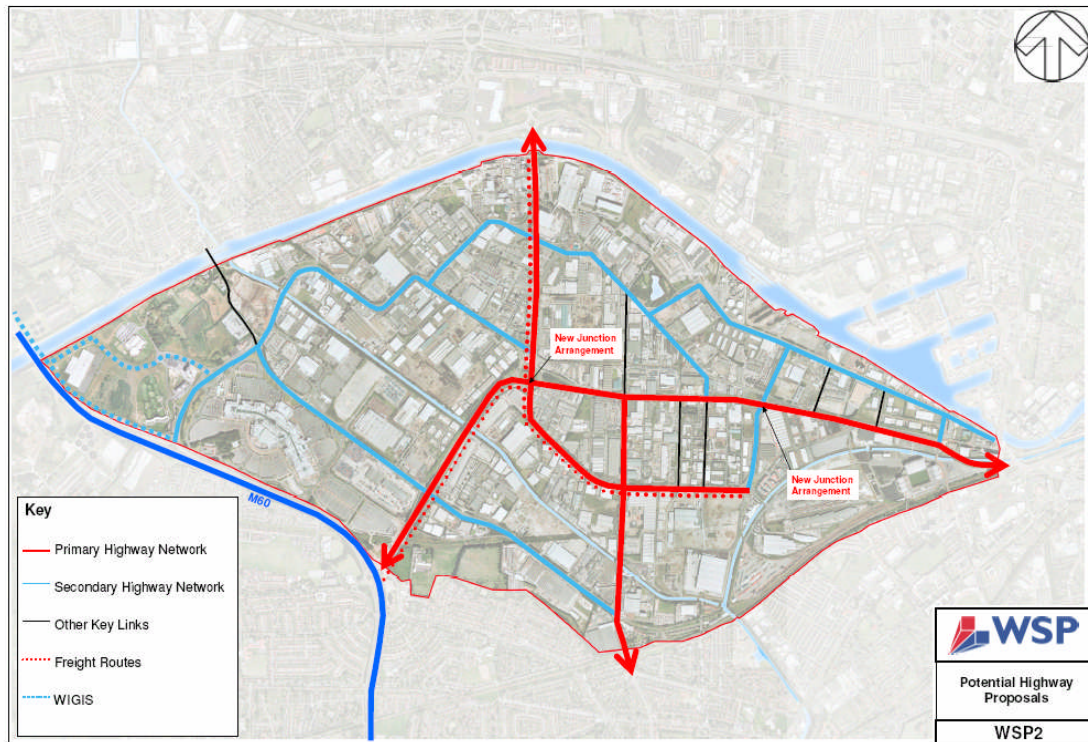 New Junction
Arrangement
New Junction
Arrangement
M60
Key
Primary Highway Network
Secondary Highway Network
Other Key Links
Freight Routes
WIGIS
WSP
Potential Highway
Proposals
WSP2